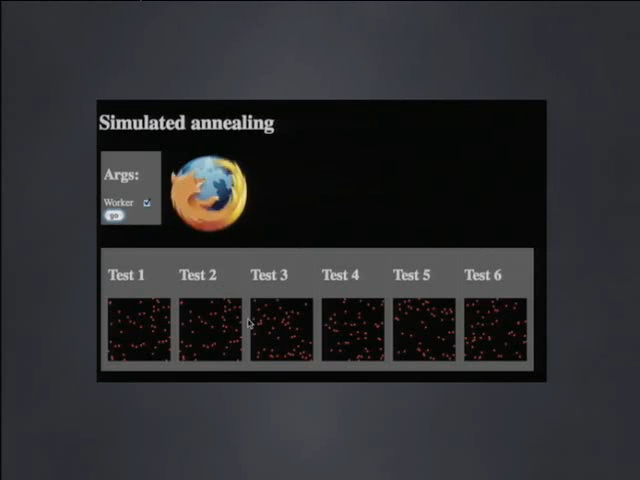 Simulated annealing
Args:
Worker
go
Test 1 Test 2 Test 3 Test 4 Test 5 Test 6